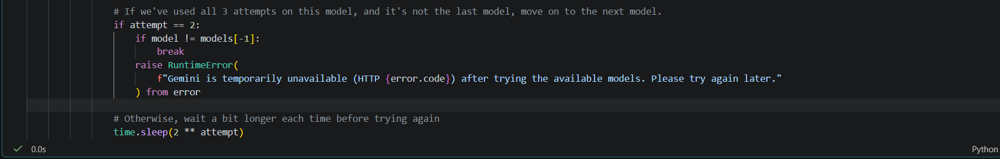 # If we've used all 3 attempts on this model, and it's not the last model, move on to the next model.
if attempt == 2:
    if model != models[-1]:
        break
    raise RuntimeError(
        f"Gemini is temporarily unavailable (HTTP {error.code}) after trying the available models. Please try again later."
    ) from error

# Otherwise, wait a bit longer each time before trying again
time.sleep(2 ** attempt)
0.0s
Python